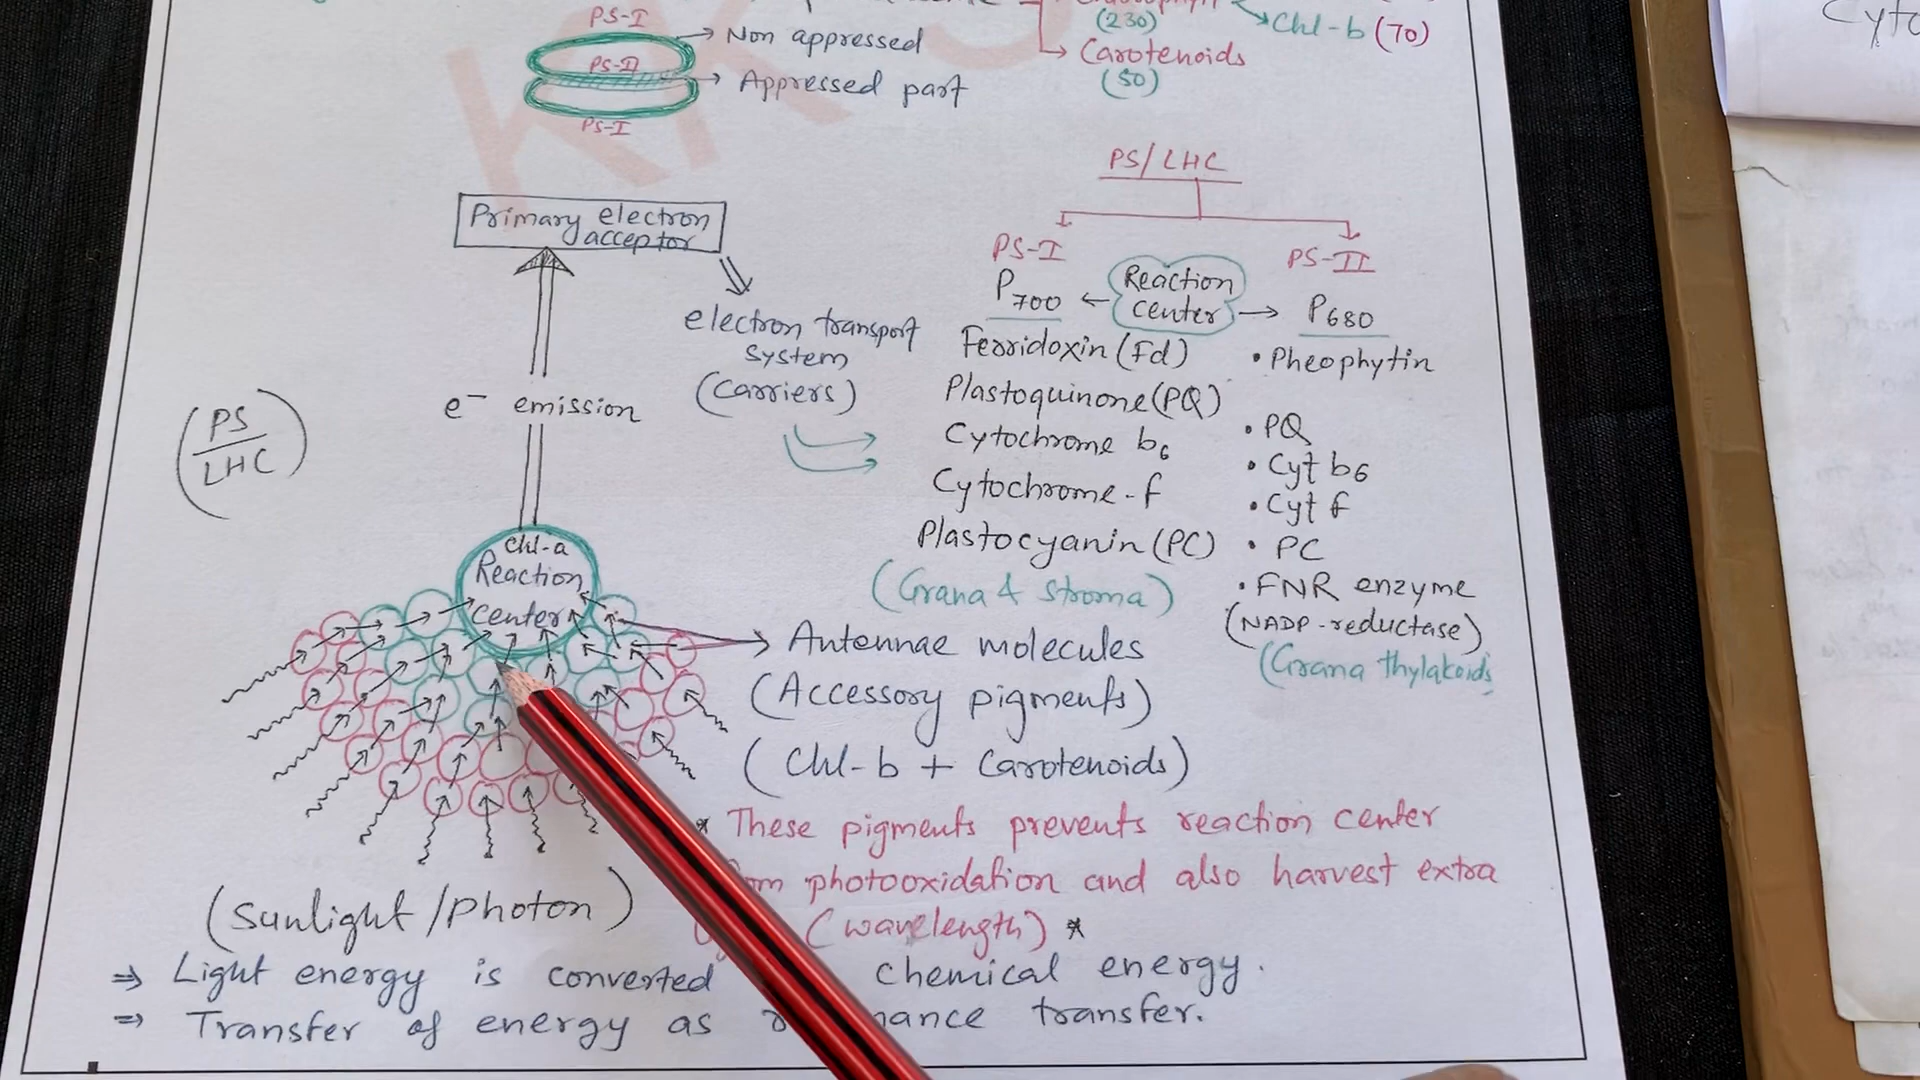 PS-I
Non appressed
PS-II
Appressed part
PS-I
(230)
Chl-b (70)
Carotenoids
(50)
Cyto
PS/LHC
PS-I
PS-II
Reaction
center
P700
P680
Primary electron
acceptor
electron transport
system
(carriers)
e⁻ emission
(PS
LHC)
Ferridoxin (Fd)
Plastoquinone (PQ)
Cytochrome b6
Cytochrome-f
Plastocyanin (PC)
(Grana & Stroma)
• Pheophytin
• PQ
• Cyt b6
• Cyt f
• PC
• FNR enzyme
(NADP-reductase)
(Grana thylakoids
chl-a
Reaction
center
Antennae molecules
(Accessory pigments)
(Chl-b + Carotenoids)
* These pigments prevents reaction center
photooxidation and also harvest extra
(wavelength) *
(Sunlight/photon)
⇒ Light energy is converted chemical energy.
⇒ Transfer of energy as transfer.